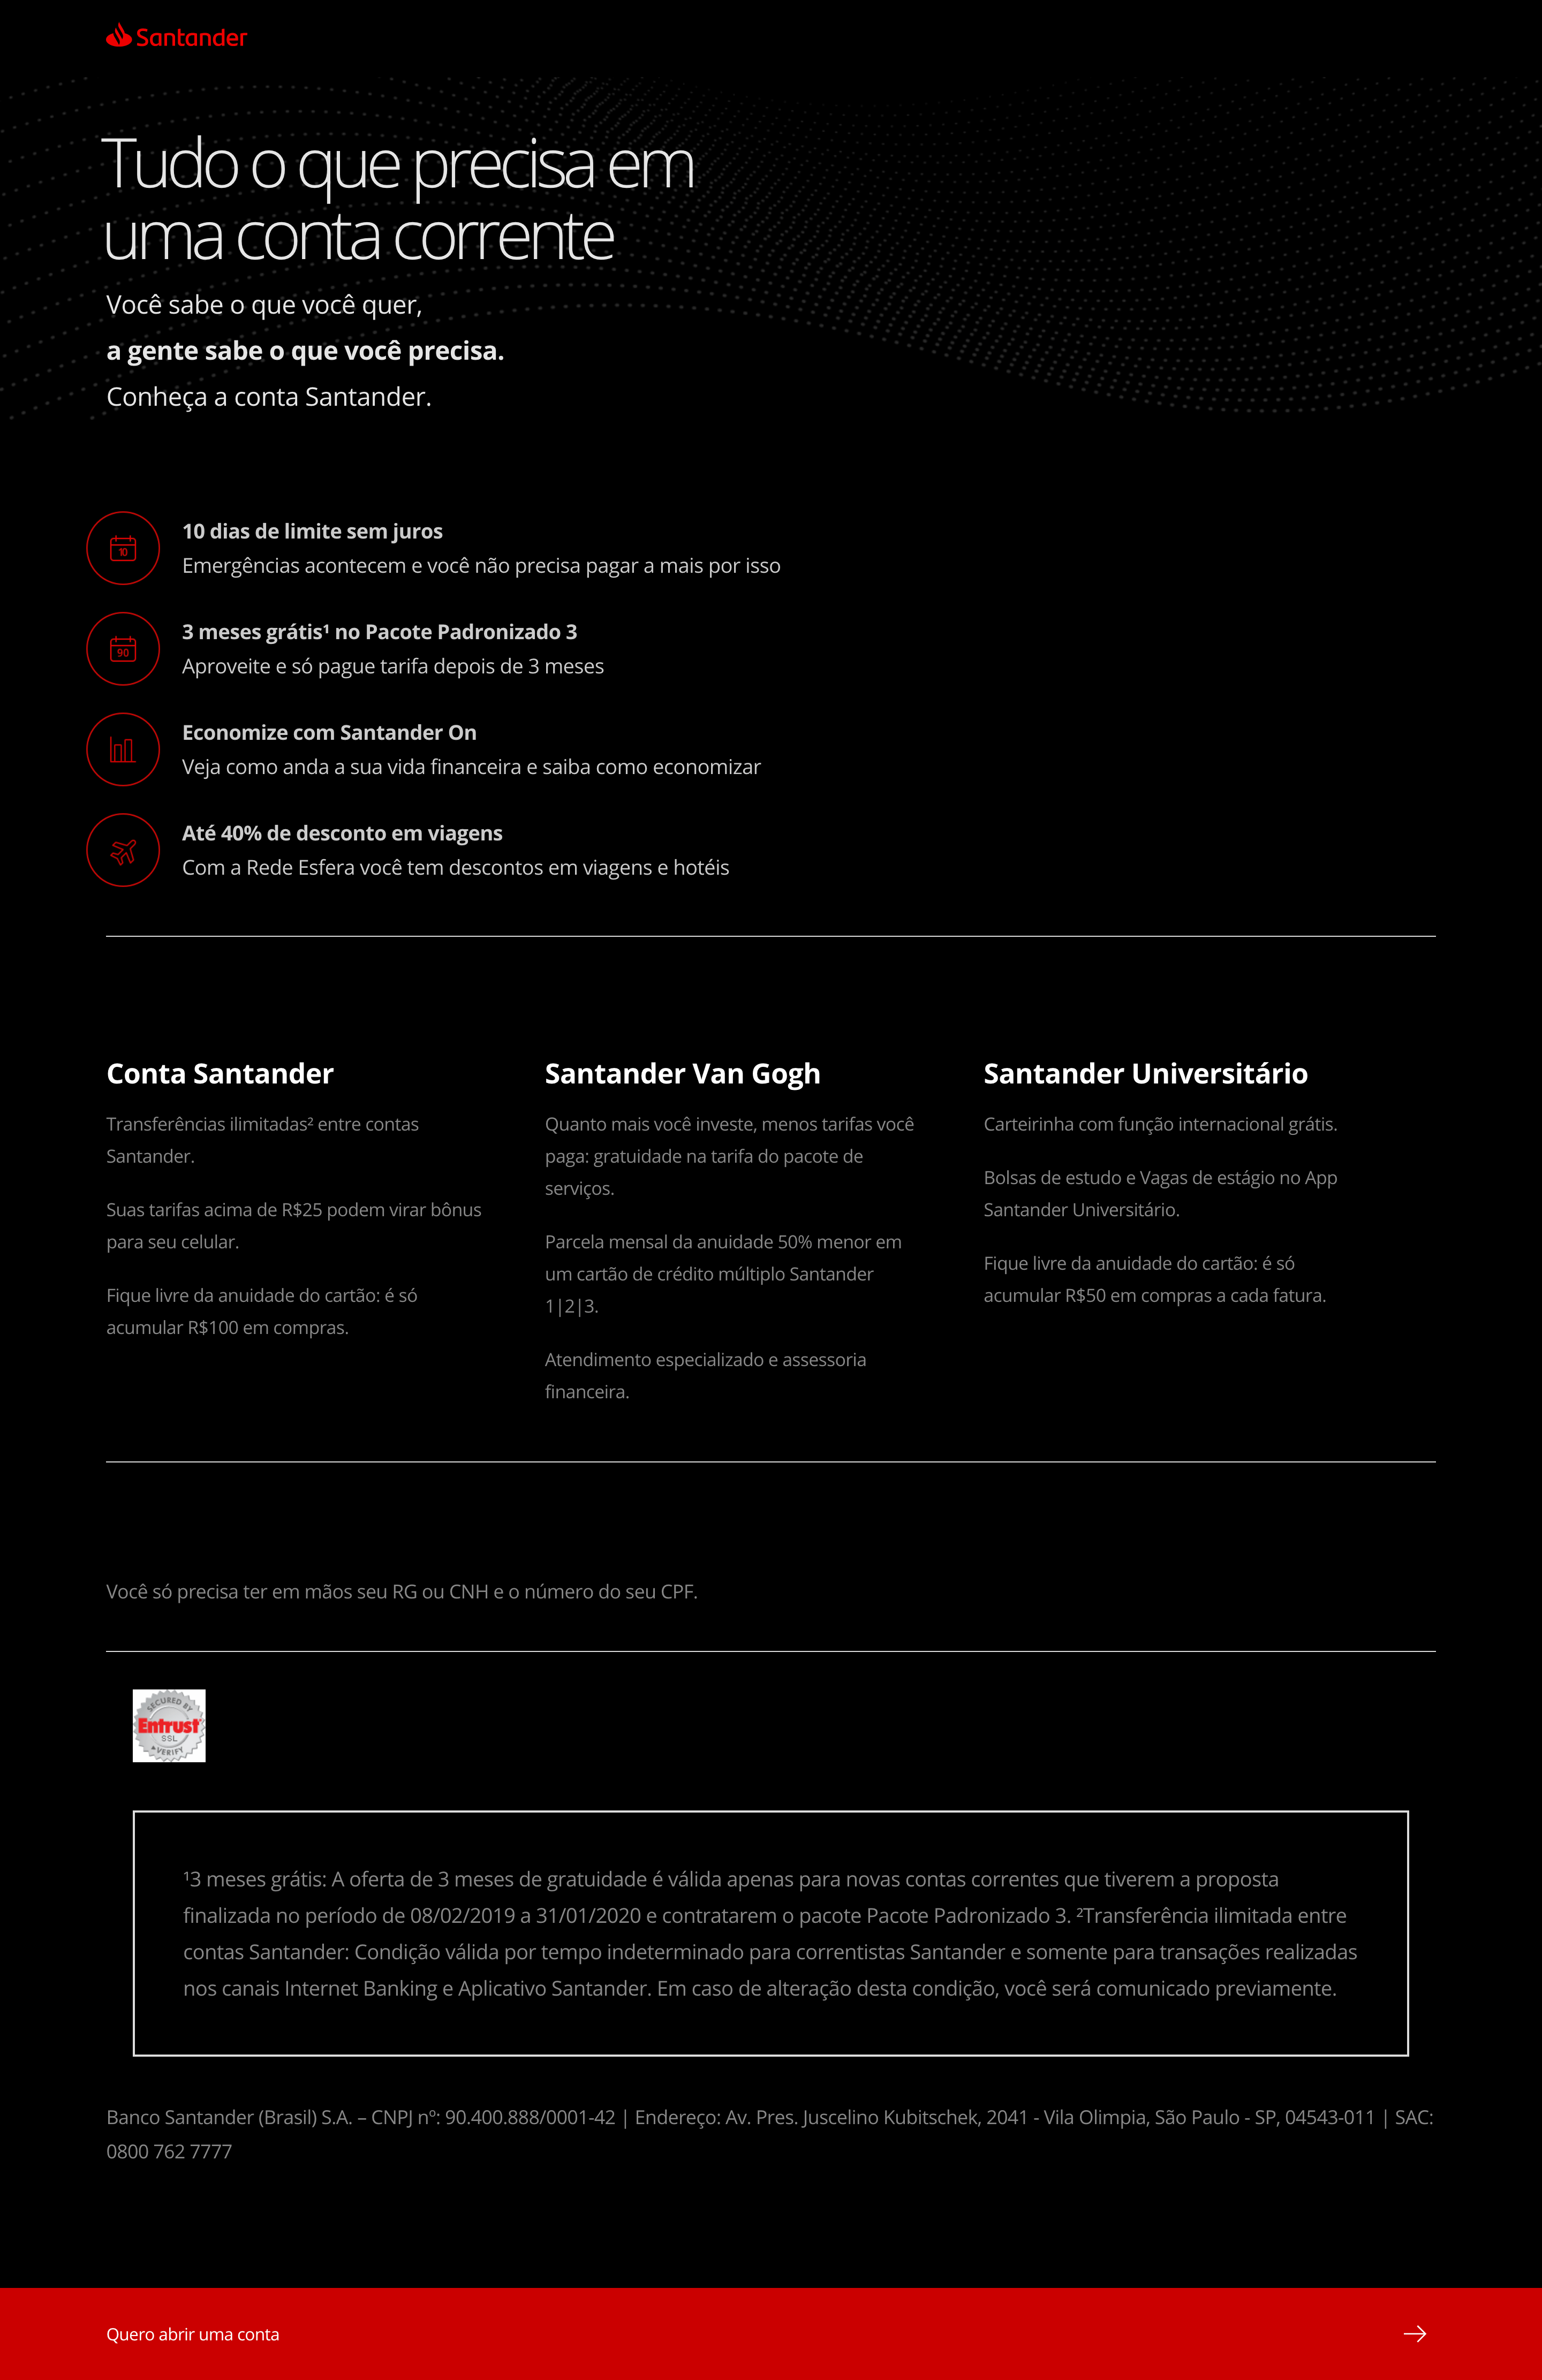 Santander
Tudo o que precisa em
uma conta corrente
Você sabe o que você quer,
a gente sabe o que você precisa.
Conheça a conta Santander.
10
10 dias de limite sem juros
Emergências acontecem e você não precisa pagar a mais por isso
90
3 meses grátis¹ no Pacote Padronizado 3
Aproveite e só pague tarifa depois de 3 meses
Economize com Santander On
Veja como anda a sua vida financeira e saiba como economizar
Até 40% de desconto em viagens
Com a Rede Esfera você tem descontos em viagens e hotéis
Conta Santander
Transferências ilimitadas² entre contas
Santander.
Suas tarifas acima de R$25 podem virar bônus
para seu celular.
Fique livre da anuidade do cartão: é só
acumular R$100 em compras.
Santander Van Gogh
Quanto mais você investe, menos tarifas você
paga: gratuidade na tarifa do pacote de
serviços.
Parcela mensal da anuidade 50% menor em
um cartão de crédito múltiplo Santander
1|2|3.
Atendimento especializado e assessoria
financeira.
Santander Universitário
Carteirinha com função internacional grátis.
Bolsas de estudo e Vagas de estágio no App
Santander Universitário.
Fique livre da anuidade do cartão: é só
acumular R$50 em compras a cada fatura.
Você só precisa ter em mãos seu RG ou CNH e o número do seu CPF.
SECURED BY
Entrust
SSL
VERIFY
¹3 meses grátis: A oferta de 3 meses de gratuidade é válida apenas para novas contas correntes que tiverem a proposta
finalizada no período de 08/02/2019 a 31/01/2020 e contratarem o pacote Pacote Padronizado 3. ²Transferência ilimitada entre
contas Santander: Condição válida por tempo indeterminado para correntistas Santander e somente para transações realizadas
nos canais Internet Banking e Aplicativo Santander. Em caso de alteração desta condição, você será comunicado previamente.
Banco Santander (Brasil) S.A. – CNPJ nº: 90.400.888/0001-42 | Endereço: Av. Pres. Juscelino Kubitschek, 2041 - Vila Olimpia, São Paulo - SP, 04543-011 | SAC:
0800 762 7777
Quero abrir uma conta